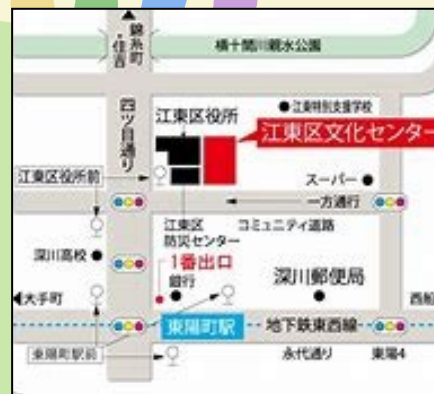 錦糸町
・住吉
横十間川親水公園
四ツ目通り
江東区役所
江東特別支援学校
江東区文化センター
江東区役所前
スーパー
一方通行
江東区
防災センター
コミュニティ道路
深川高校
1番出口
銀行
深川郵便局
大手町
西船
東陽町駅
地下鉄東西線
東陽町駅前
永代通り
東陽4